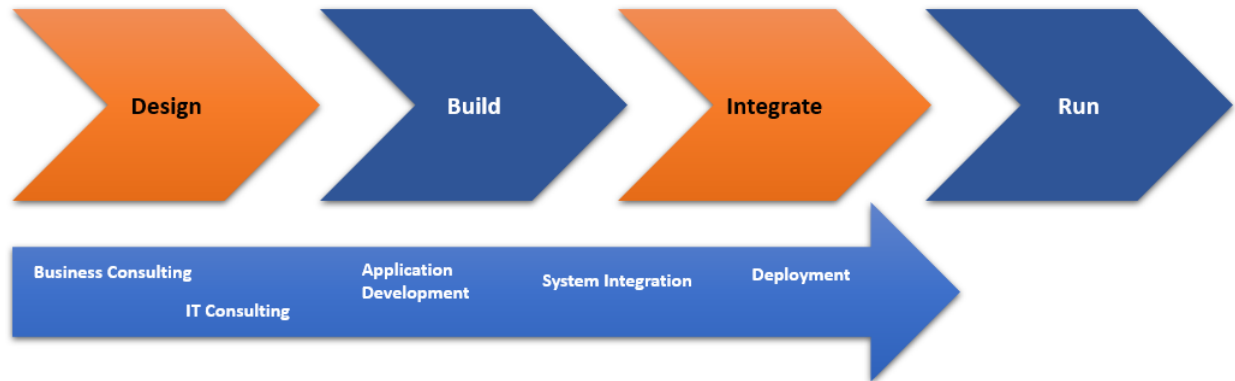 Design
Build
Integrate
Run
Business Consulting
IT Consulting
Application
Development
System Integration
Deployment